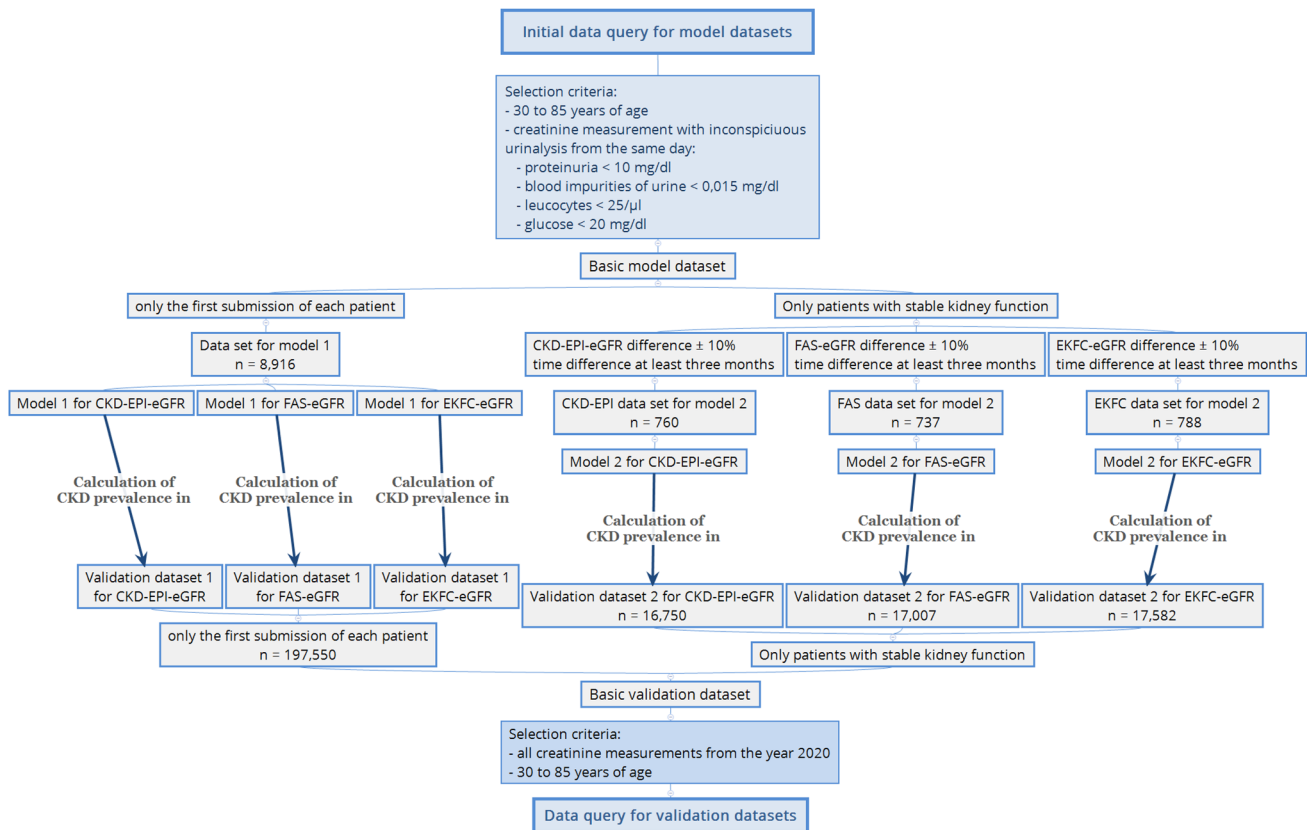 Initial data query for model datasets
Selection criteria:
- 30 to 85 years of age
- creatinine measurement with inconspiciuous
urinalysis from the same day:
- proteinuria < 10 mg/dl
- blood impurities of urine < 0,015 mg/dl
- leucocytes < 25/µl
- glucose < 20 mg/dl
Basic model dataset
only the first submission of each patient
Only patients with stable kidney function
Data set for model 1
n = 8,916
CKD-EPI-eGFR difference ± 10%
time difference at least three months
FAS-eGFR difference ± 10%
time difference at least three months
EKFC-eGFR difference ± 10%
time difference at least three months
Model 1 for CKD-EPI-eGFR
Model 1 for FAS-eGFR
Model 1 for EKFC-eGFR
CKD-EPI data set for model 2
n = 760
FAS data set for model 2
n = 737
EKFC data set for model 2
n = 788
Model 2 for CKD-EPI-eGFR
Model 2 for FAS-eGFR
Model 2 for EKFC-eGFR
Calculation of
CKD prevalence in
Calculation of
CKD prevalence in
Calculation of
CKD prevalence in
Calculation of
CKD prevalence in
Calculation of
CKD prevalence in
Calculation of
CKD prevalence in
Validation dataset 1
for CKD-EPI-eGFR
Validation dataset 1
for FAS-eGFR
Validation dataset 1
for EKFC-eGFR
Validation dataset 2 for CKD-EPI-eGFR
n = 16,750
Validation dataset 2 for FAS-eGFR
n = 17,007
Validation dataset 2 for EKFC-eGFR
n = 17,582
only the first submission of each patient
n = 197,550
Only patients with stable kidney function
Basic validation dataset
Selection criteria:
- all creatinine measurements from the year 2020
- 30 to 85 years of age
Data query for validation datasets